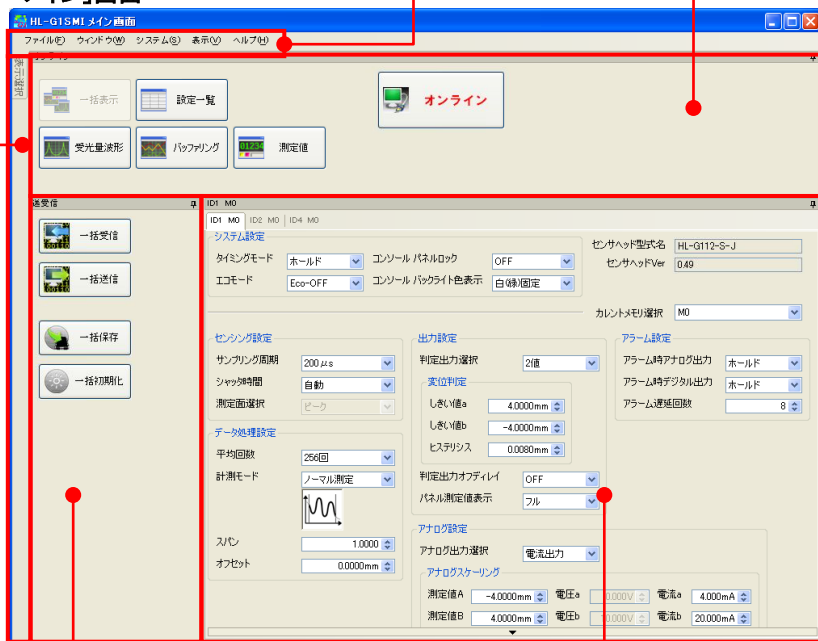 HL-G1SMI メイン画面
ファイル(F) ウィンドウ(W) システム(S) 表示(V) ヘルプ(H)
表示選択
一括表示
設定一覧
オンライン
受光量波形
バッファリング
測定値
送受信
一括受信
一括送信
一括保存
一括初期化
ID1 M0
ID1 M0 ID2 M0 ID4 M0
システム設定
タイミングモード ホールド コンソール パネルロック OFF
エコモード Eco-OFF コンソール バックライト色表示 白(緑)固定
センサヘッド型式名 HL-G112-S-J
センサヘッドVer 0.49
カレントメモリ選択 M0
センシング設定
サンプリング周期 200μs
シャッタ時間 自動
測定面選択 ピーク
データ処理設定
平均回数 256回
計測モード ノーマル測定
スパン 1.0000
オフセット 0.0000mm
出力設定
判定出力選択 2値
変位判定
しきい値a 4.0000mm
しきい値b -4.0000mm
ヒステリシス 0.0080mm
判定出力オフディレイ OFF
パネル測定値表示 フル
アラーム設定
アラーム時アナログ出力 ホールド
アラーム時デジタル出力 ホールド
アラーム遅延回数 8
アナログ設定
アナログ出力選択 電流出力
アナログスケーリング
測定値A -4.0000mm 電圧a 0.000V 電流a 4.000mA
測定値B 4.0000mm 電圧b 10.000V 電流b 20.000mA